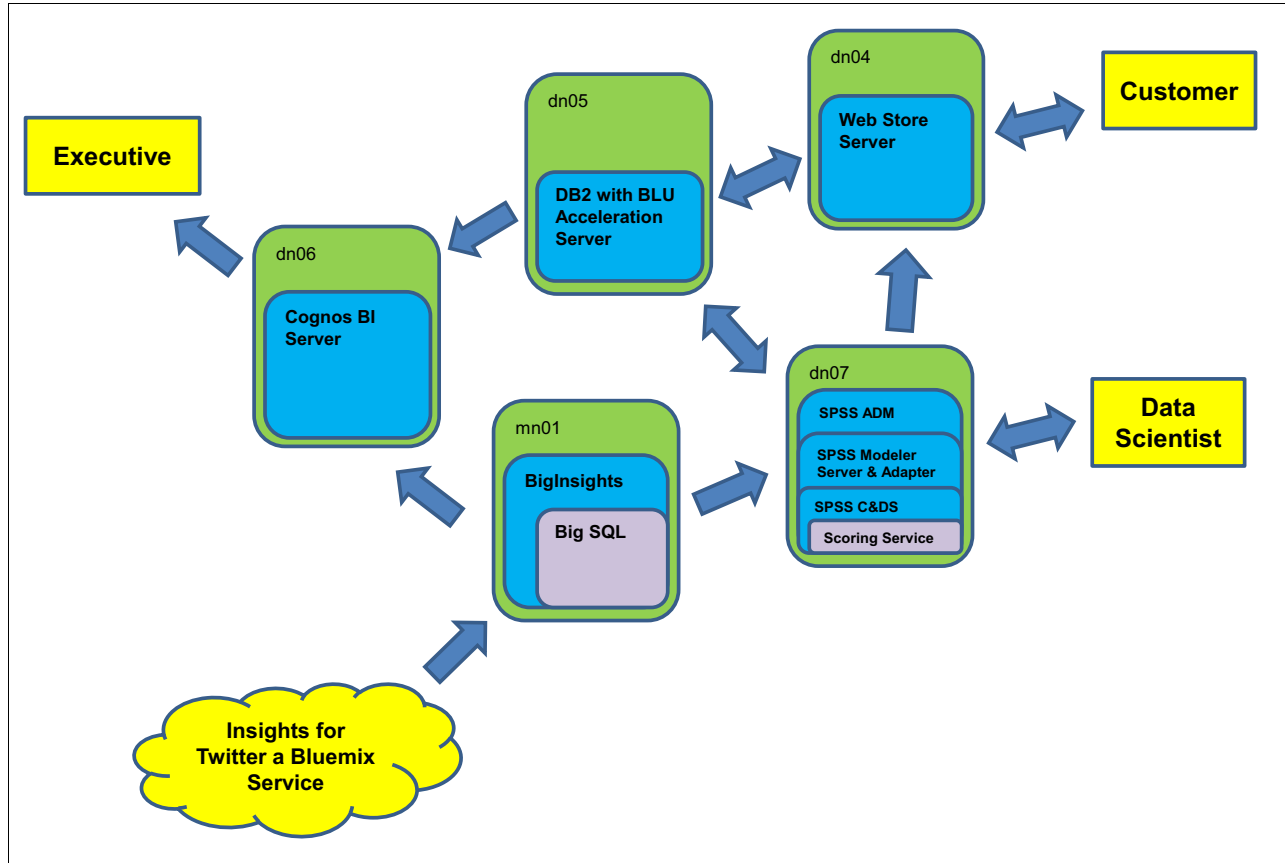 dn04
Web Store
Server
Customer
dn05
DB2 with BLU
Acceleration
Server
Executive
dn06
Cognos BI
Server
dn07
SPSS ADM
SPSS Modeler
Server & Adapter
SPSS C&DS
Scoring Service
Data
Scientist
mn01
BigInsights
Big SQL
Insights for
Twitter a Bluemix
Service